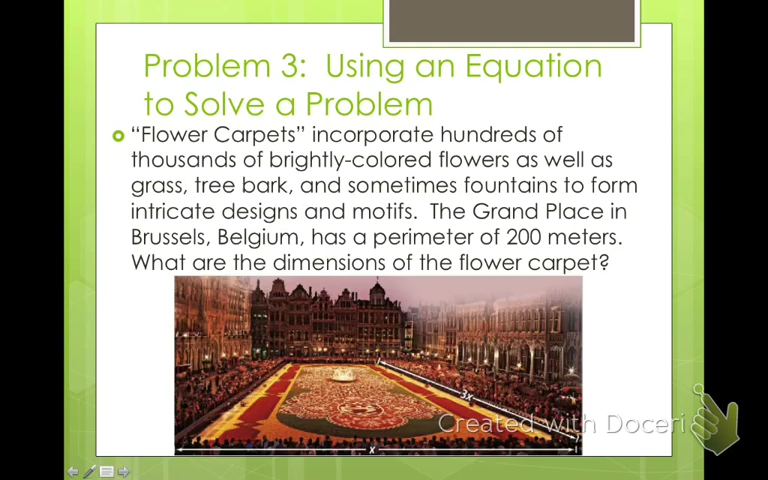 Problem 3: Using an Equation
to Solve a Problem
“Flower Carpets” incorporate hundreds of
thousands of brightly-colored flowers as well as
grass, tree bark, and sometimes fountains to form
intricate designs and motifs. The Grand Place in
Brussels, Belgium, has a perimeter of 200 meters.
What are the dimensions of the flower carpet?
3x
Created with Doceri
x